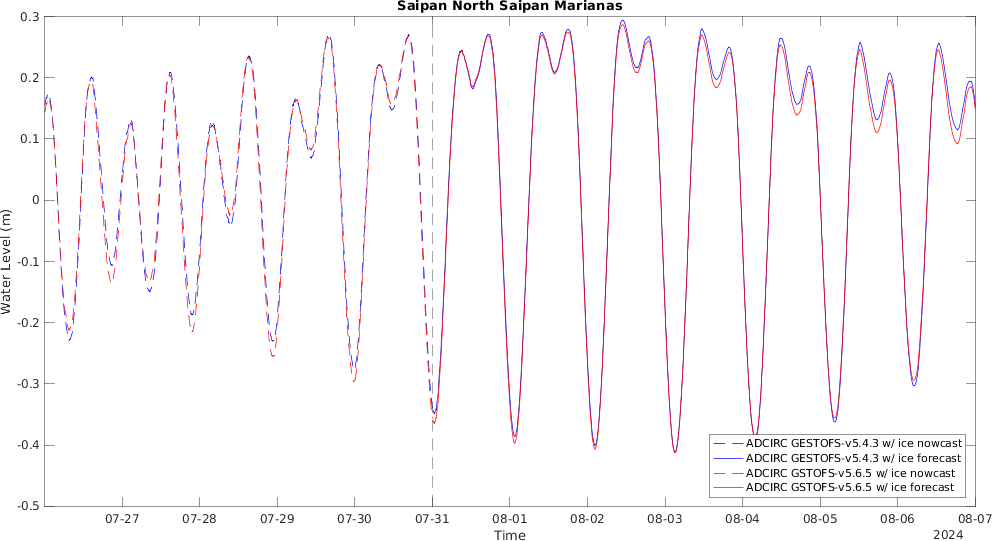 Saipan North Saipan Marianas
0.3
0.2
0.1
0
-0.1
-0.2
-0.3
-0.4
-0.5
Water Level (m)
ADCIRC GESTOFS-v5.4.3 w/ ice nowcast
ADCIRC GESTOFS-v5.4.3 w/ ice forecast
ADCIRC GSTOFS-v5.6.5 w/ ice nowcast
ADCIRC GSTOFS-v5.6.5 w/ ice forecast
07-27 07-28 07-29 07-30 07-31 08-01 08-02 08-03 08-04 08-05 08-06 08-07
Time
2024